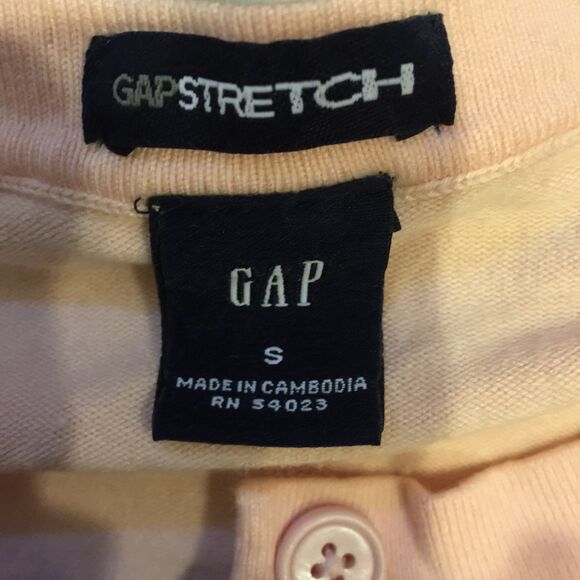 GAPSTRETCH
GAP
S
MADE IN CAMBODIA
RN 54023